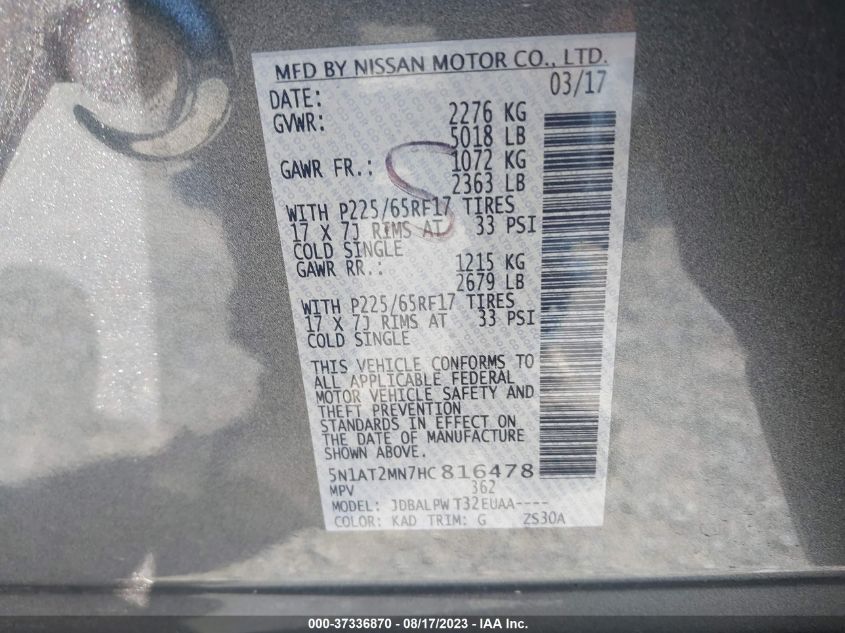 MFD BY NISSAN MOTOR CO., LTD.
DATE: 03/17
GVWR: 2276 KG
5018 LB
GAWR FR.: 1072 KG
2363 LB
WITH P225/65RF17 TIRES
17 X 7J RIMS AT 33 PSI
COLD SINGLE
GAWR RR.: 1215 KG
2679 LB
WITH P225/65RF17 TIRES
17 X 7J RIMS AT 33 PSI
COLD SINGLE
THIS VEHICLE CONFORMS TO
ALL APPLICABLE FEDERAL
MOTOR VEHICLE SAFETY AND
THEFT PREVENTION
STANDARDS IN EFFECT ON
THE DATE OF MANUFACTURE
SHOWN ABOVE.
5N1AT2MN7HC816478
MPV 362
MODEL: JDBALPW T32EUAA----
COLOR: KAD TRIM: G ZS30A
000-37336870 - 08/17/2023 - IAA Inc.